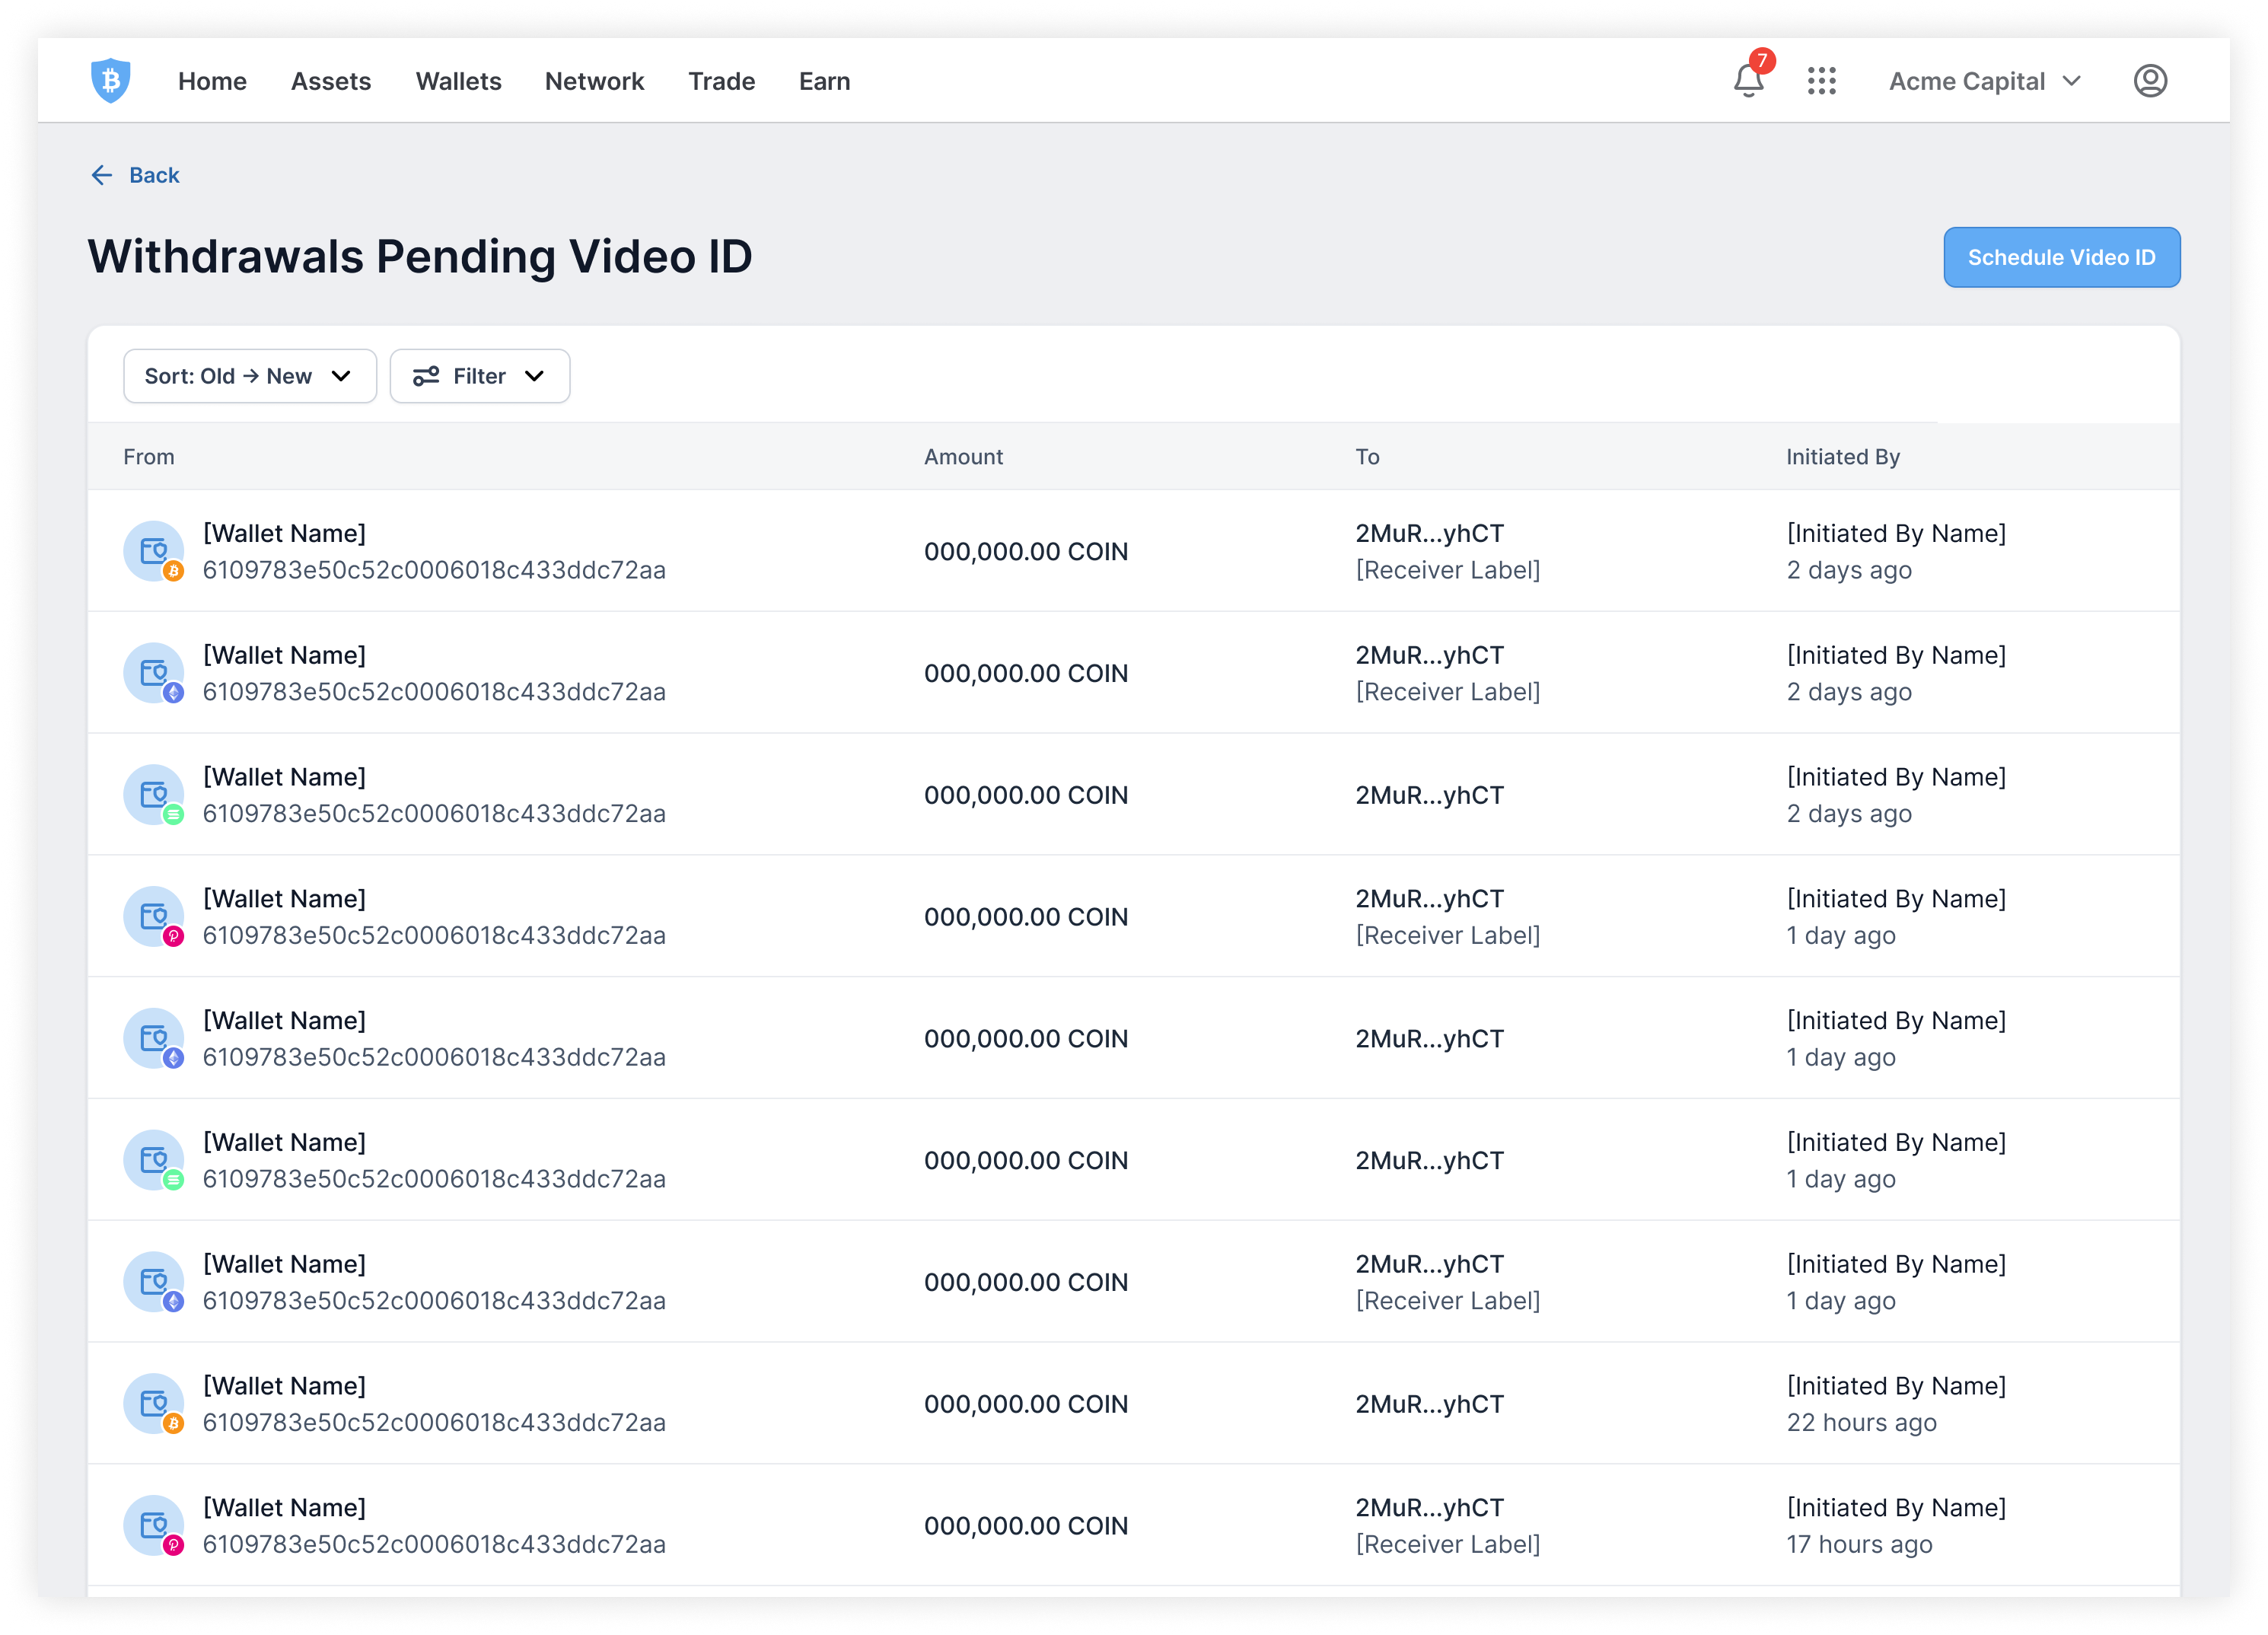 Home Assets Wallets Network Trade Earn 7 Acme Capital
Back
Withdrawals Pending Video ID
Schedule Video ID
Sort: Old → New Filter
From Amount To Initiated By
[Wallet Name]
6109783e50c52c0006018c433ddc72aa
000,000.00 COIN
2MuR...yhCT
[Receiver Label]
[Initiated By Name]
2 days ago
[Wallet Name]
6109783e50c52c0006018c433ddc72aa
000,000.00 COIN
2MuR...yhCT
[Receiver Label]
[Initiated By Name]
2 days ago
[Wallet Name]
6109783e50c52c0006018c433ddc72aa
000,000.00 COIN
2MuR...yhCT
[Initiated By Name]
2 days ago
[Wallet Name]
6109783e50c52c0006018c433ddc72aa
000,000.00 COIN
2MuR...yhCT
[Receiver Label]
[Initiated By Name]
1 day ago
[Wallet Name]
6109783e50c52c0006018c433ddc72aa
000,000.00 COIN
2MuR...yhCT
[Initiated By Name]
1 day ago
[Wallet Name]
6109783e50c52c0006018c433ddc72aa
000,000.00 COIN
2MuR...yhCT
[Initiated By Name]
1 day ago
[Wallet Name]
6109783e50c52c0006018c433ddc72aa
000,000.00 COIN
2MuR...yhCT
[Receiver Label]
[Initiated By Name]
1 day ago
[Wallet Name]
6109783e50c52c0006018c433ddc72aa
000,000.00 COIN
2MuR...yhCT
[Initiated By Name]
22 hours ago
[Wallet Name]
6109783e50c52c0006018c433ddc72aa
000,000.00 COIN
2MuR...yhCT
[Receiver Label]
[Initiated By Name]
17 hours ago